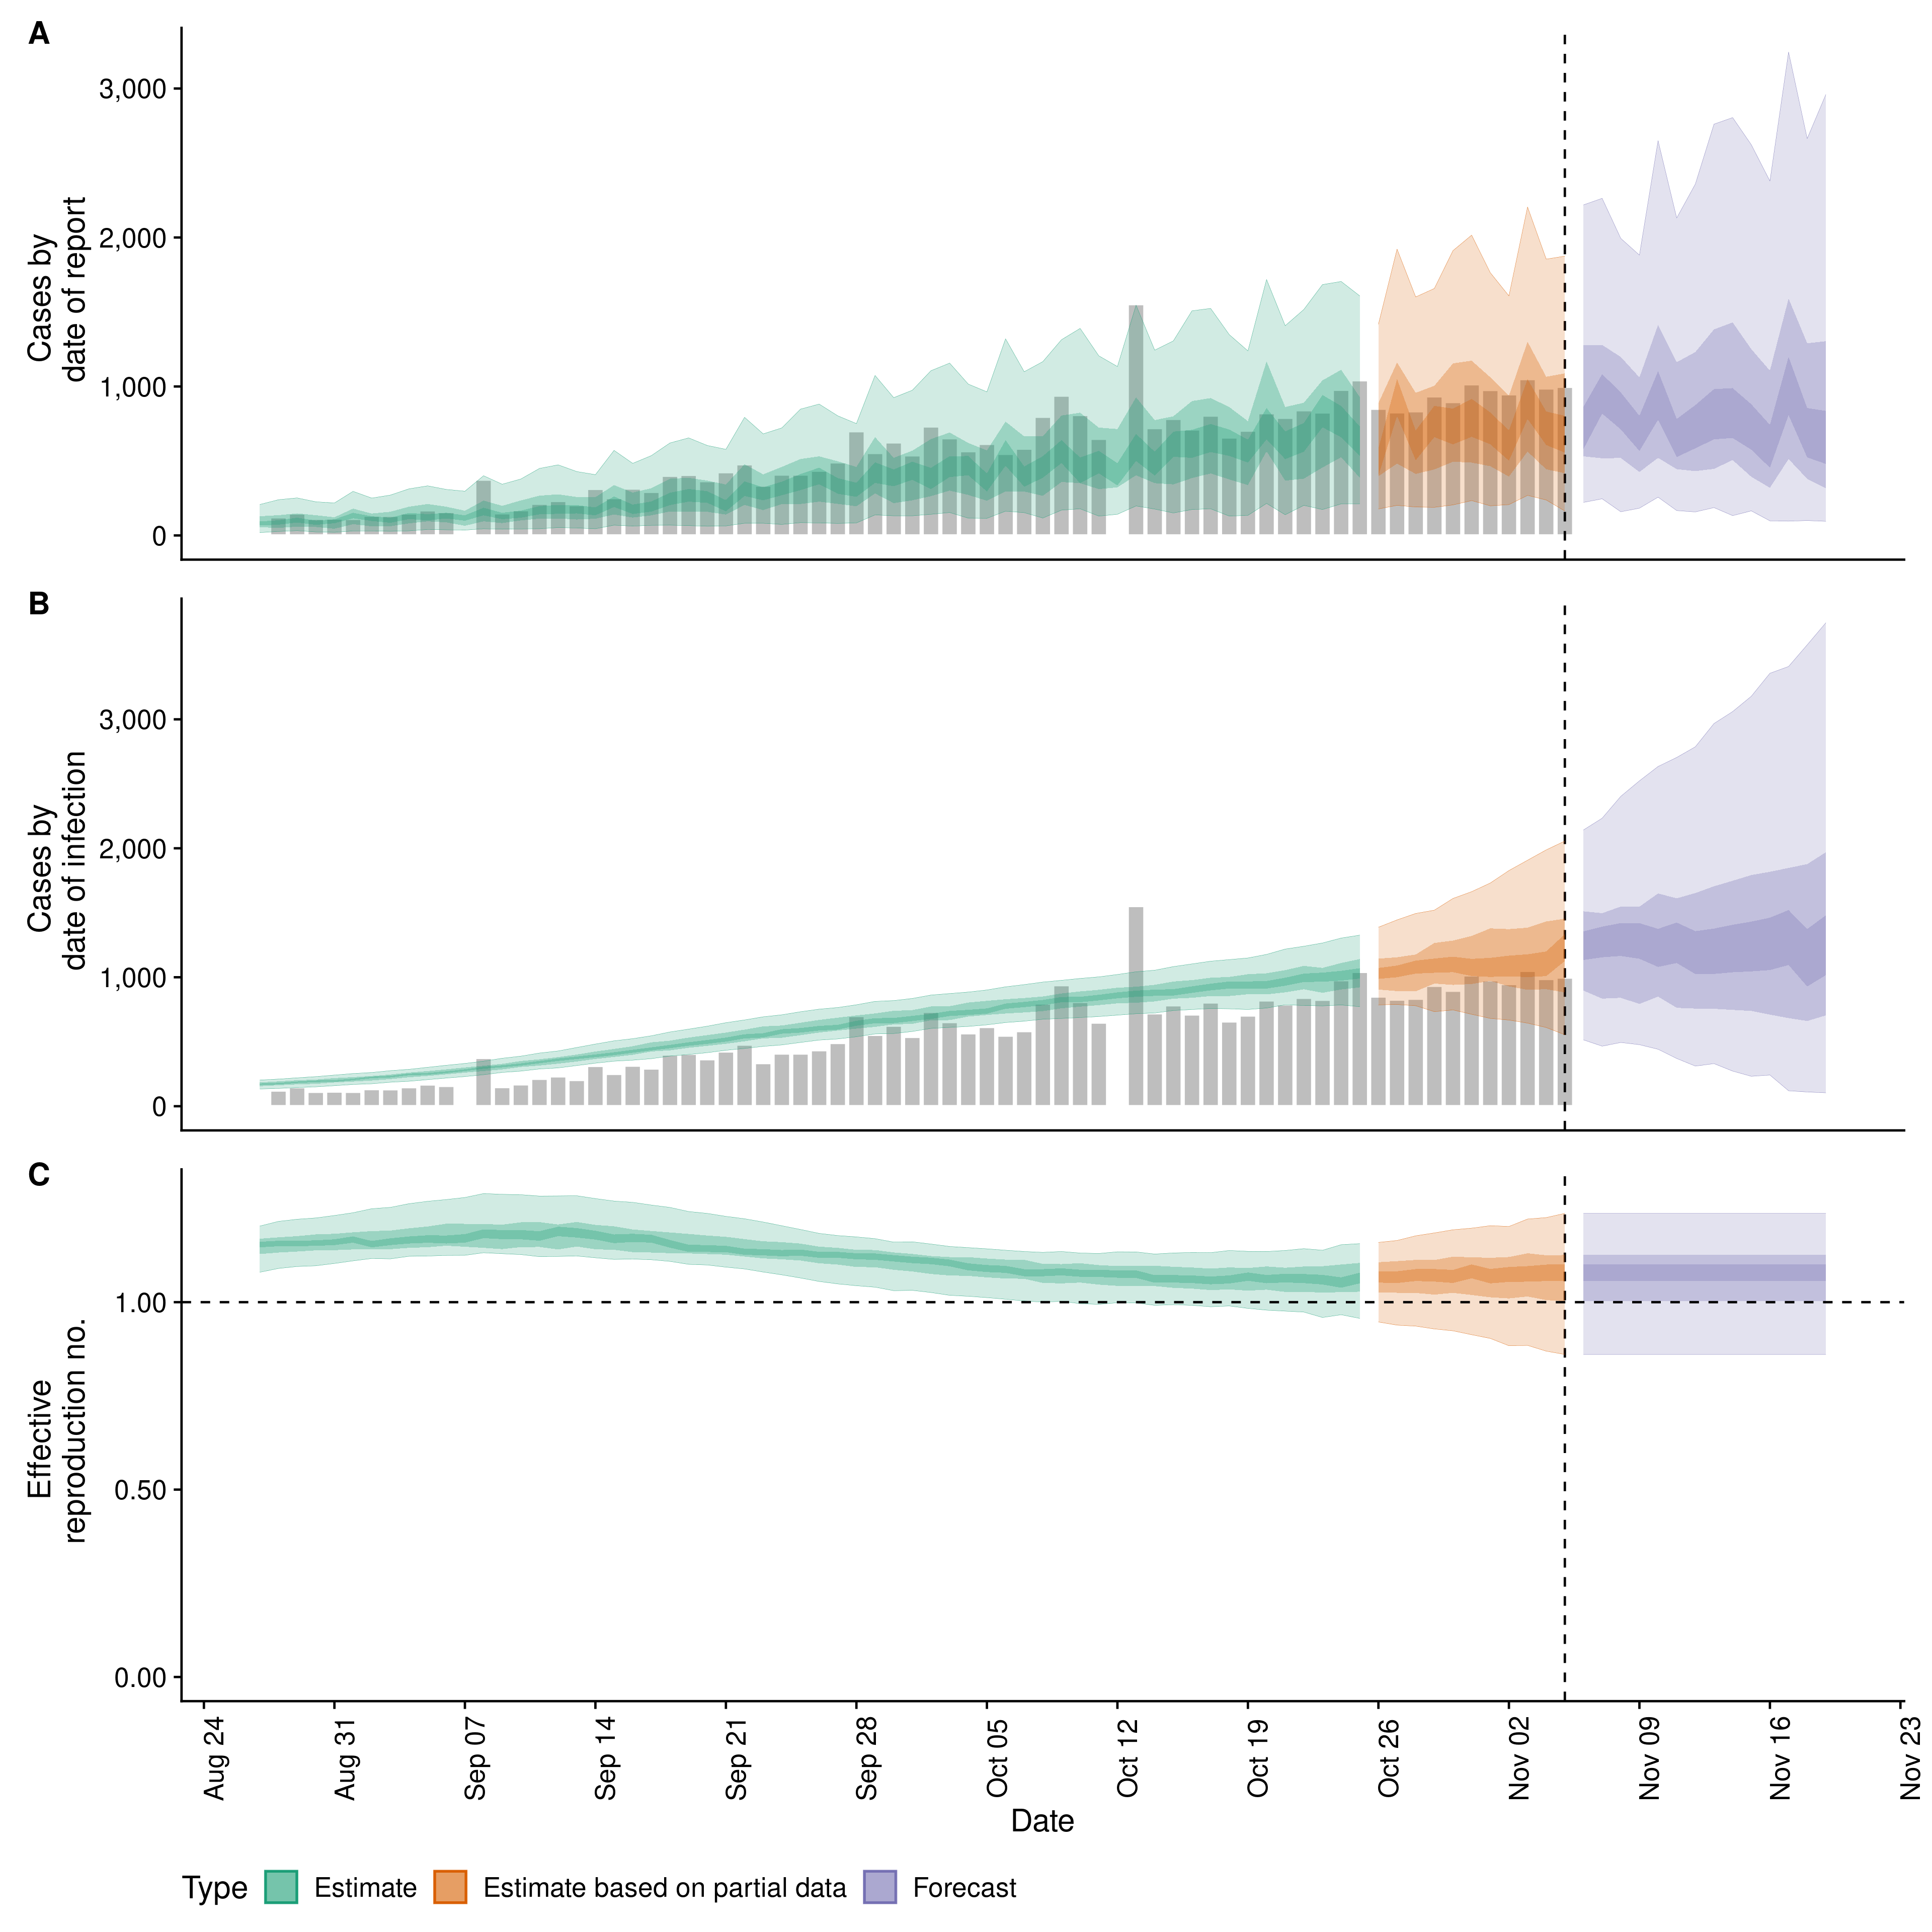 A
3,000
2,000
1,000
0
Cases by
date of report
B
3,000
2,000
1,000
0
Cases by
date of infection
C
1.00
0.50
0.00
Effective
reproduction no.
Aug 24
Aug 31
Sep 07
Sep 14
Sep 21
Sep 28
Oct 05
Oct 12
Oct 19
Oct 26
Nov 02
Nov 09
Nov 16
Nov 23
Date
Type Estimate Estimate based on partial data Forecast